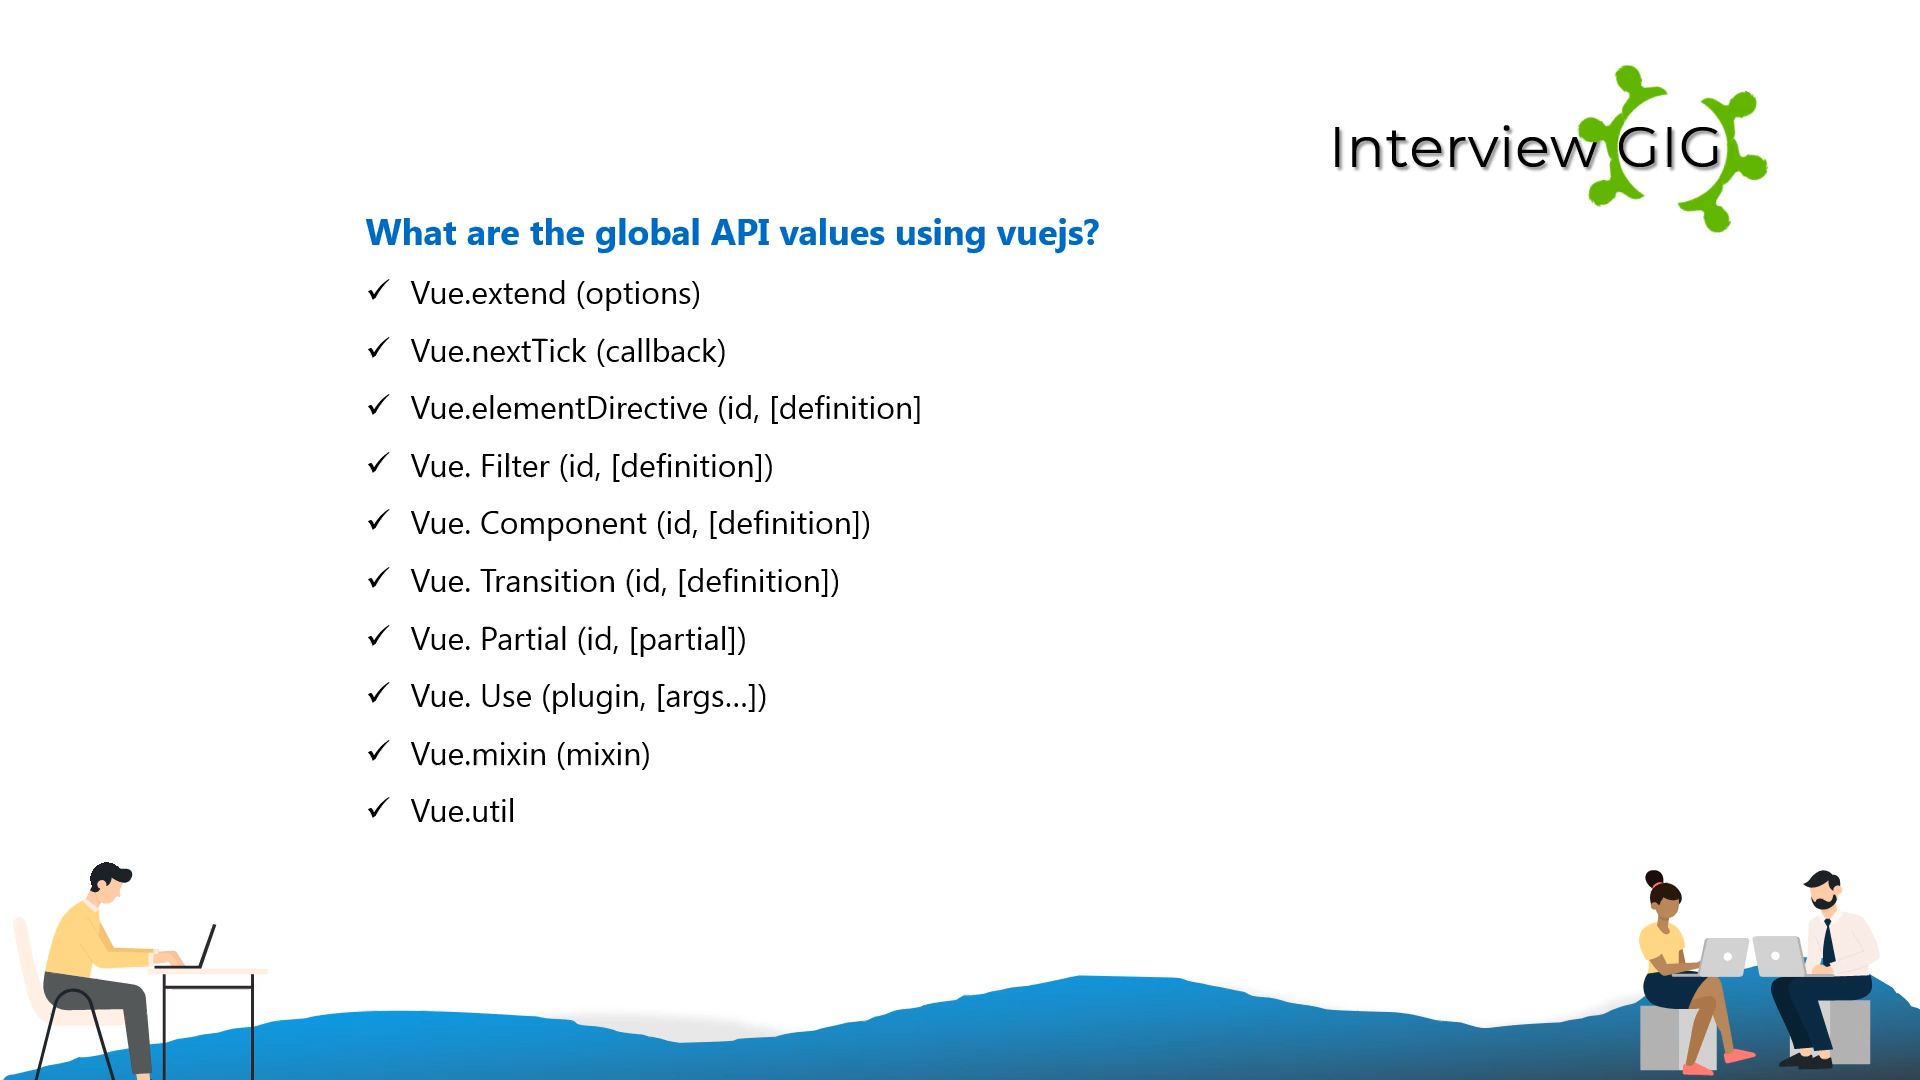 Interview GIG
What are the global API values using vuejs?
✓ Vue.extend (options)
✓ Vue.nextTick (callback)
✓ Vue.elementDirective (id, [definition]
✓ Vue. Filter (id, [definition])
✓ Vue. Component (id, [definition])
✓ Vue. Transition (id, [definition])
✓ Vue. Partial (id, [partial])
✓ Vue. Use (plugin, [args…])
✓ Vue.mixin (mixin)
✓ Vue.util